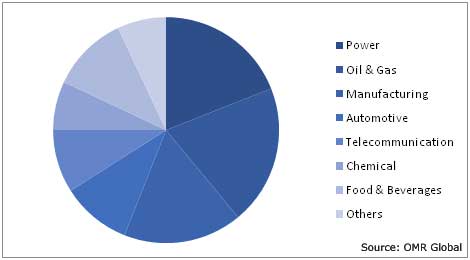 Power
Oil & Gas
Manufacturing
Automotive
Telecommunication
Chemical
Food & Beverages
Others
Source: OMR Global